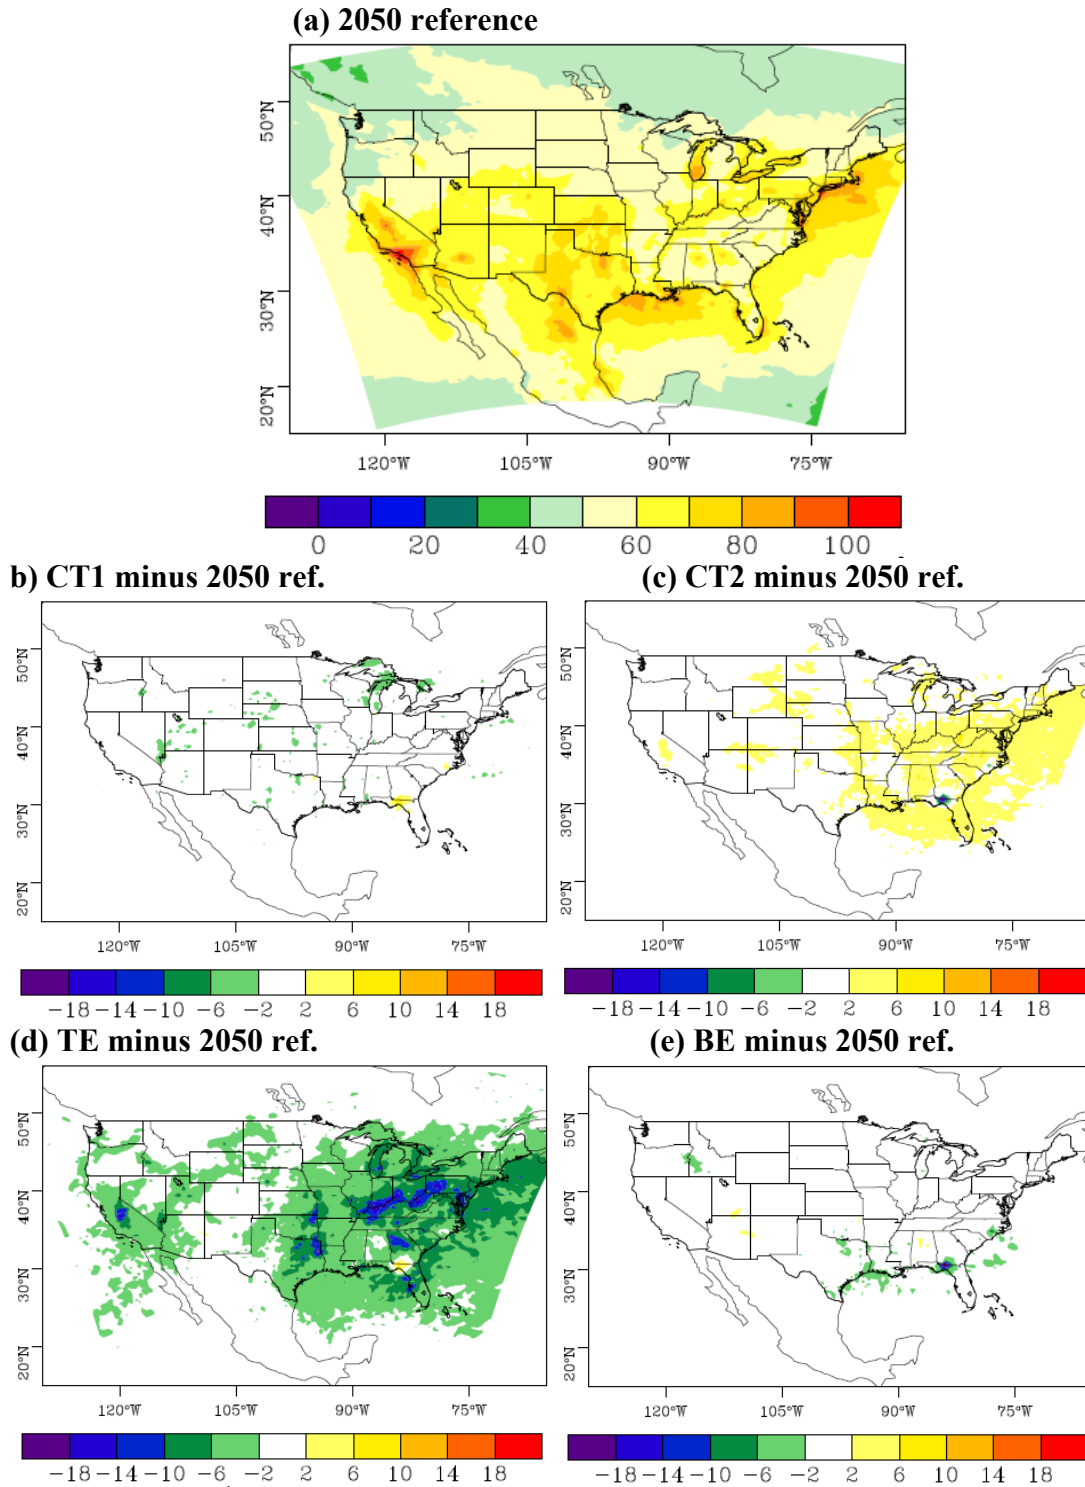 (a) 2050 reference
50°N
40°N
30°N
20°N
120°W 105°W 90°W 75°W
0 20 40 60 80 100
b) CT1 minus 2050 ref.
(c) CT2 minus 2050 ref.
50°N
40°N
30°N
20°N
120°W 105°W 90°W 75°W
50°N
40°N
30°N
20°N
120°W 105°W 90°W 75°W
-18 -14 -10 -6 -2 2 6 10 14 18
-18 -14 -10 -6 -2 2 6 10 14 18
(d) TE minus 2050 ref.
(e) BE minus 2050 ref.
50°N
40°N
30°N
20°N
120°W 105°W 90°W 75°W
50°N
40°N
30°N
20°N
120°W 105°W 90°W 75°W
-18 -14 -10 -6 -2 2 6 10 14 18
-18 -14 -10 -6 -2 2 6 10 14 18